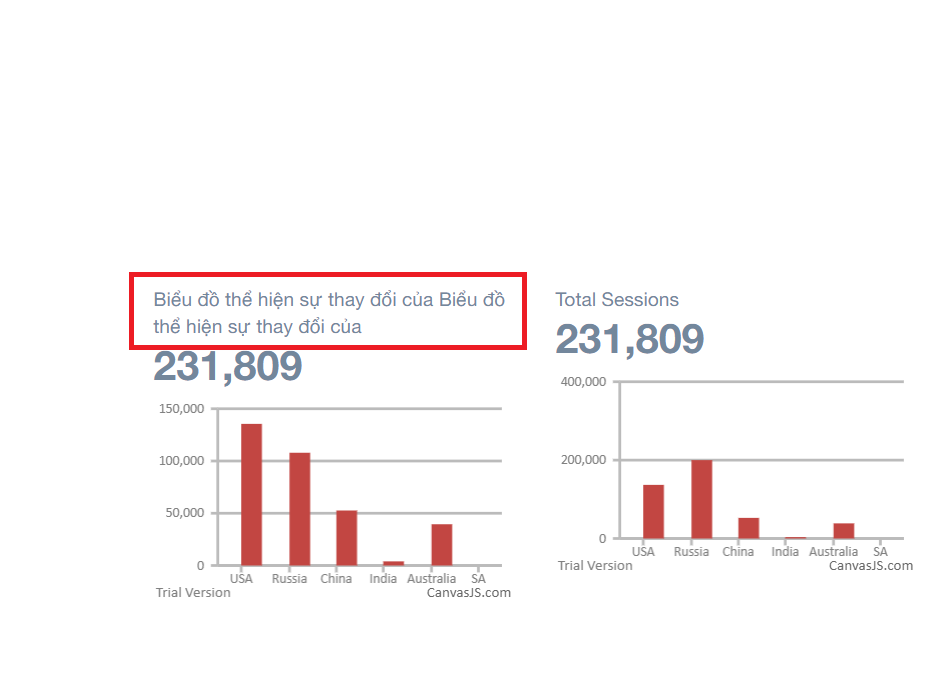 Biểu đồ thể hiện sự thay đổi của Biểu đồ
thể hiện sự thay đổi của
231,809
150,000
100,000
50,000
0
USA Russia China India Australia SA
Trial Version CanvasJS.com
Total Sessions
231,809
400,000
200,000
0
USA Russia China India Australia SA
Trial Version CanvasJS.com